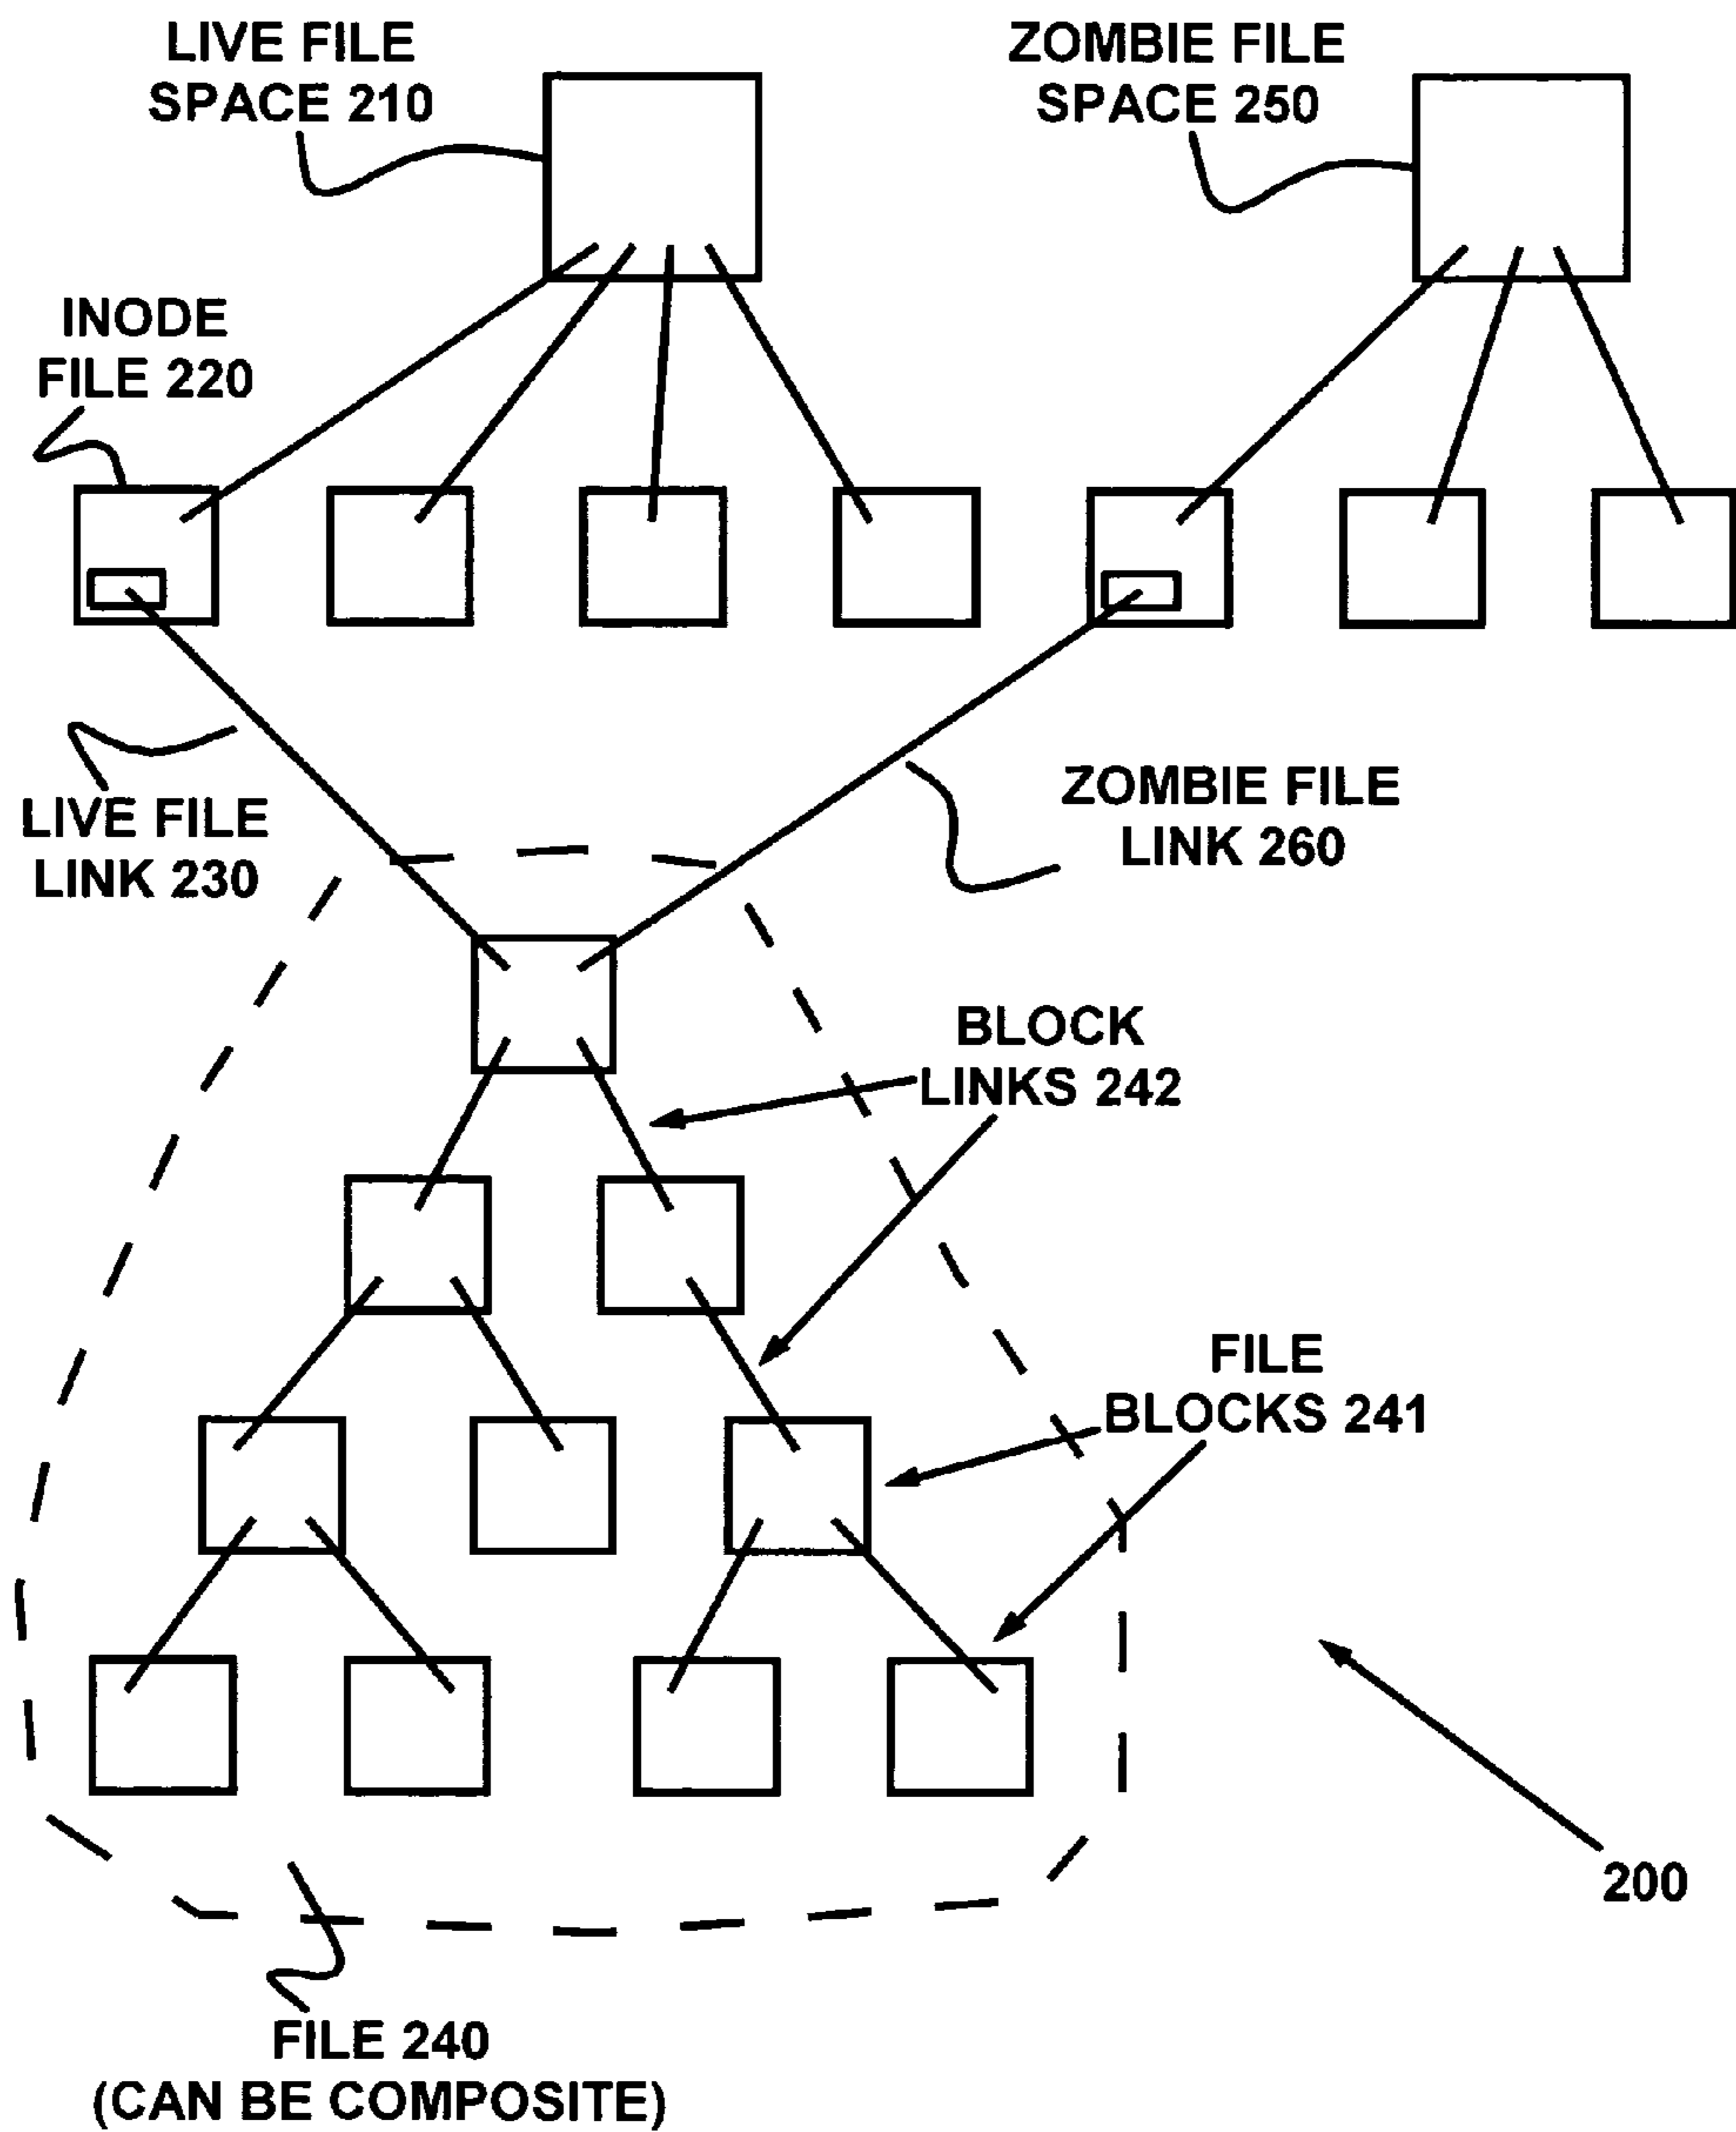 LIVE FILE
SPACE 210
ZOMBIE FILE
SPACE 250
INODE
FILE 220
LIVE FILE
LINK 230
ZOMBIE FILE
LINK 260
BLOCK
LINKS 242
FILE
BLOCKS 241
200
FILE 240
(CAN BE COMPOSITE)